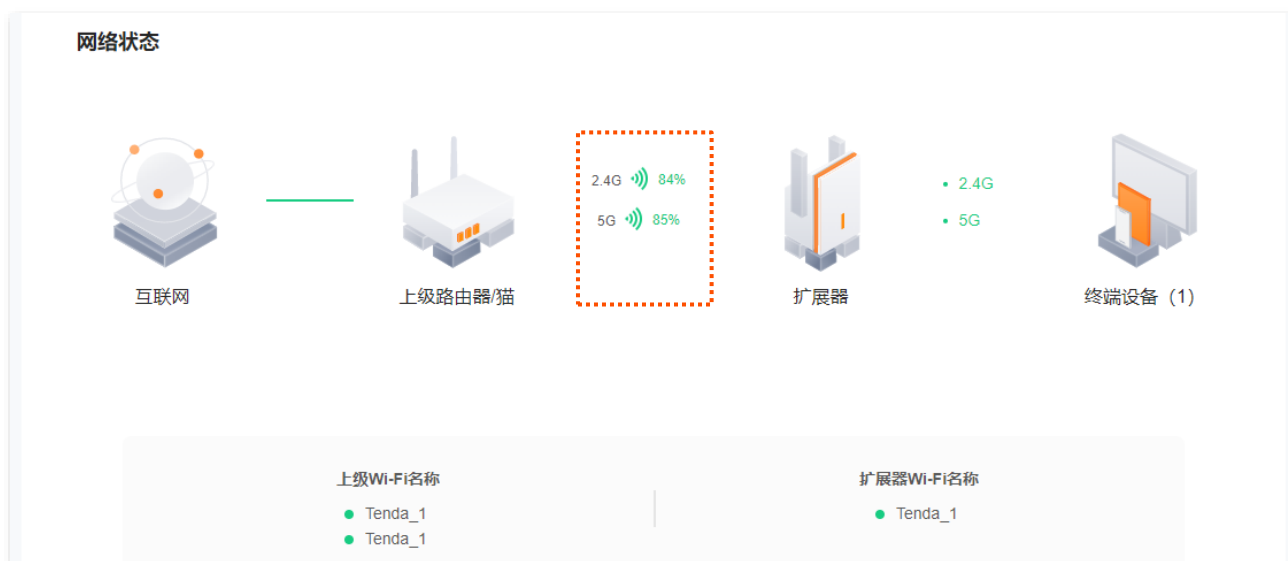 网络状态
2.4G 84%
5G 85%
2.4G
5G
互联网
上级路由器/猫
扩展器
终端设备（1）
上级Wi-Fi名称
扩展器Wi-Fi名称
Tenda_1
Tenda_1
Tenda_1